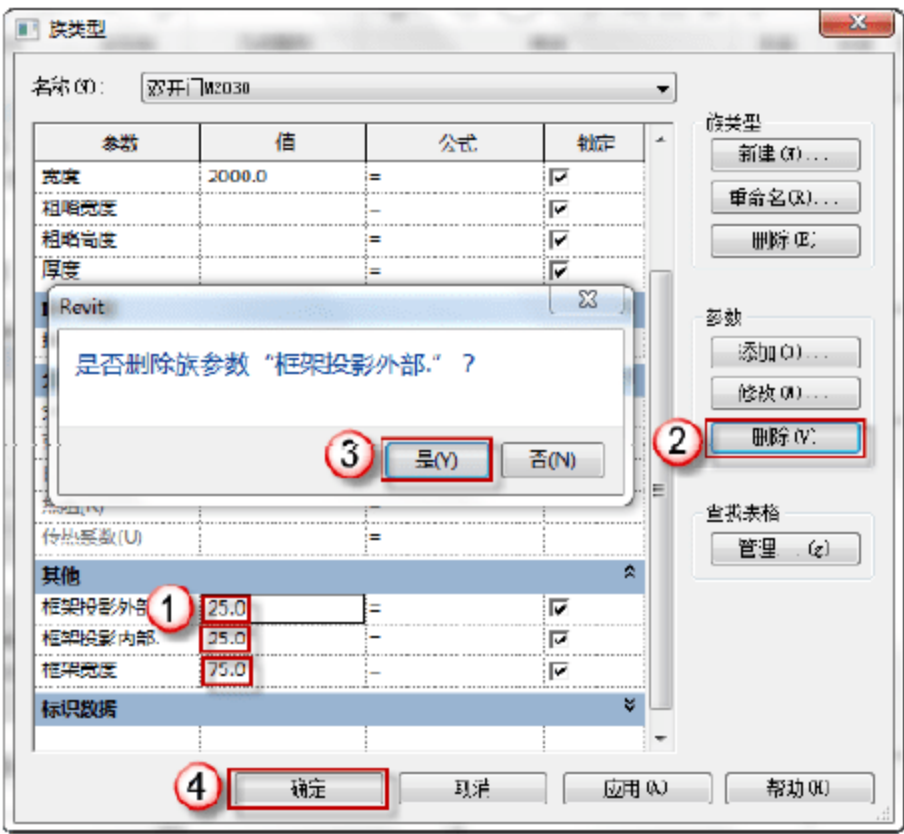 族类型
名称(N):
双开门M2030
族类型
参数 值 公式 锁定
新建(N)...
宽度 2000.0 =
重命名(R)...
粗略宽度 =
粗略高度 =
删除(E)
厚度 =
Revit
参数
是否删除族参数“框架投影外部.”?
添加(D)...
修改(M)...
② 删除(V)
③ 是(Y) 否(N)
热阻(R)
查找表格
传热系数(U) =
管理...(G)
其他
框架投影外部 ① 25.0 =
框架投影内部. 25.0 =
框架宽度 75.0 =
标识数据
④ 确定 取消 应用(A) 帮助(H)